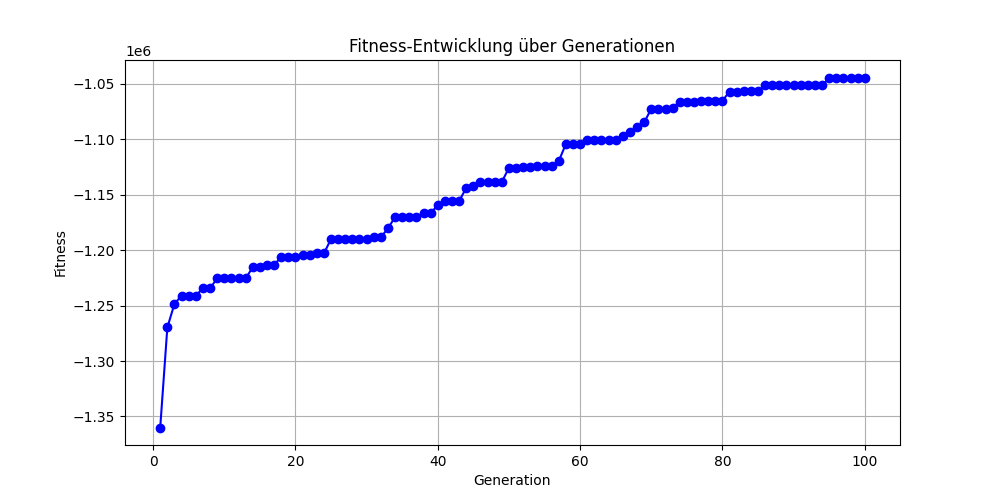 Fitness-Entwicklung über Generationen
1e6
−1.05
−1.10
−1.15
−1.20
−1.25
−1.30
−1.35
Fitness
0 20 40 60 80 100
Generation